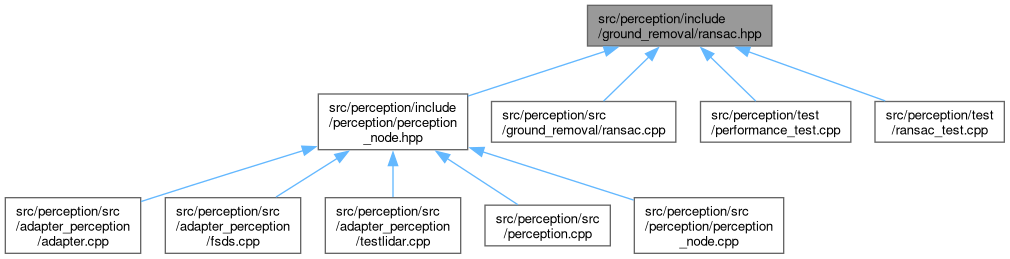 src/perception/include
/ground_removal/ransac.hpp
src/perception/include
/perception/perception
_node.hpp
src/perception/src
/ground_removal/ransac.cpp
src/perception/test
/performance_test.cpp
src/perception/test
/ransac_test.cpp
src/perception/src
/adapter_perception
/adapter.cpp
src/perception/src
/adapter_perception
/fsds.cpp
src/perception/src
/adapter_perception
/testlidar.cpp
src/perception/src
/perception.cpp
src/perception/src
/perception/perception
_node.cpp